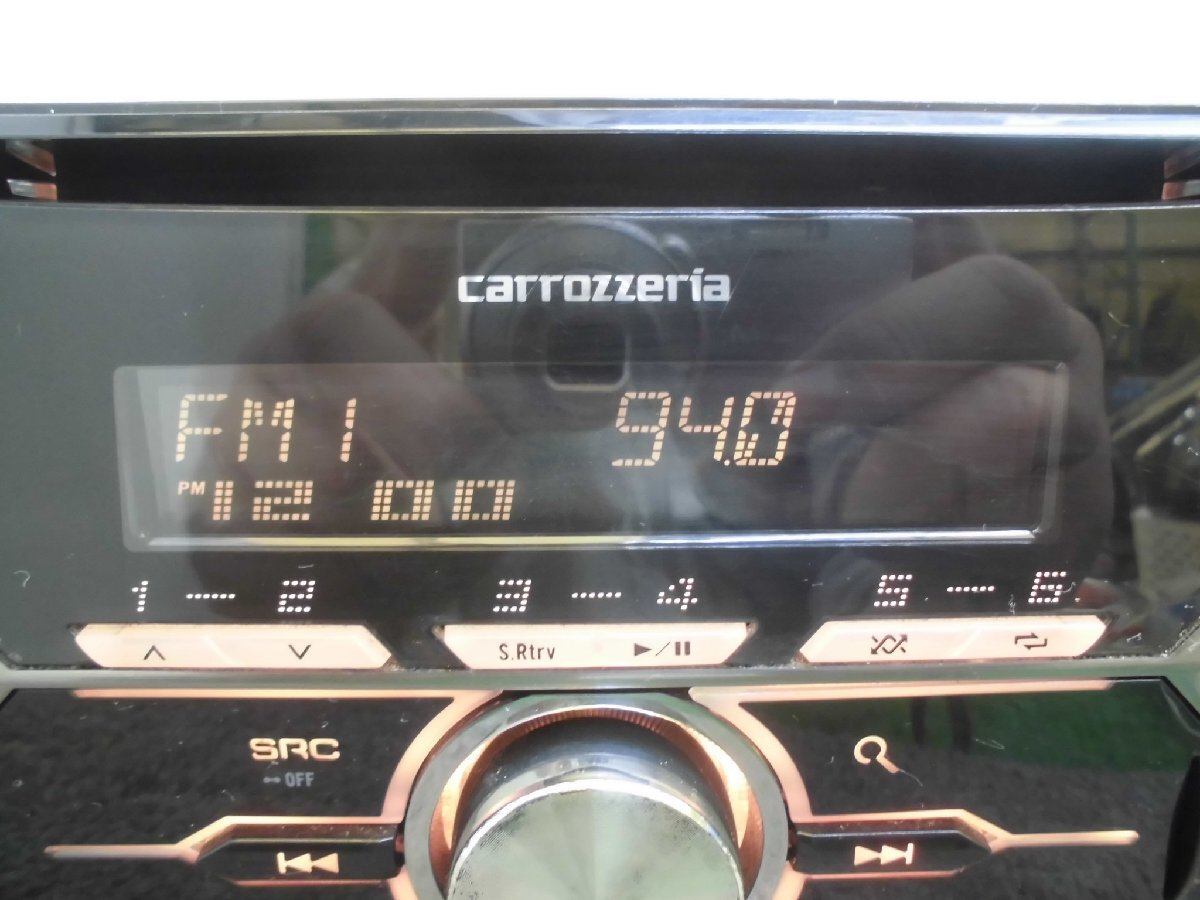 carrozzeria
FM1 94.0
PM 12 00
1 2 3 4 5 6
S.Rtrv
SRC
OFF